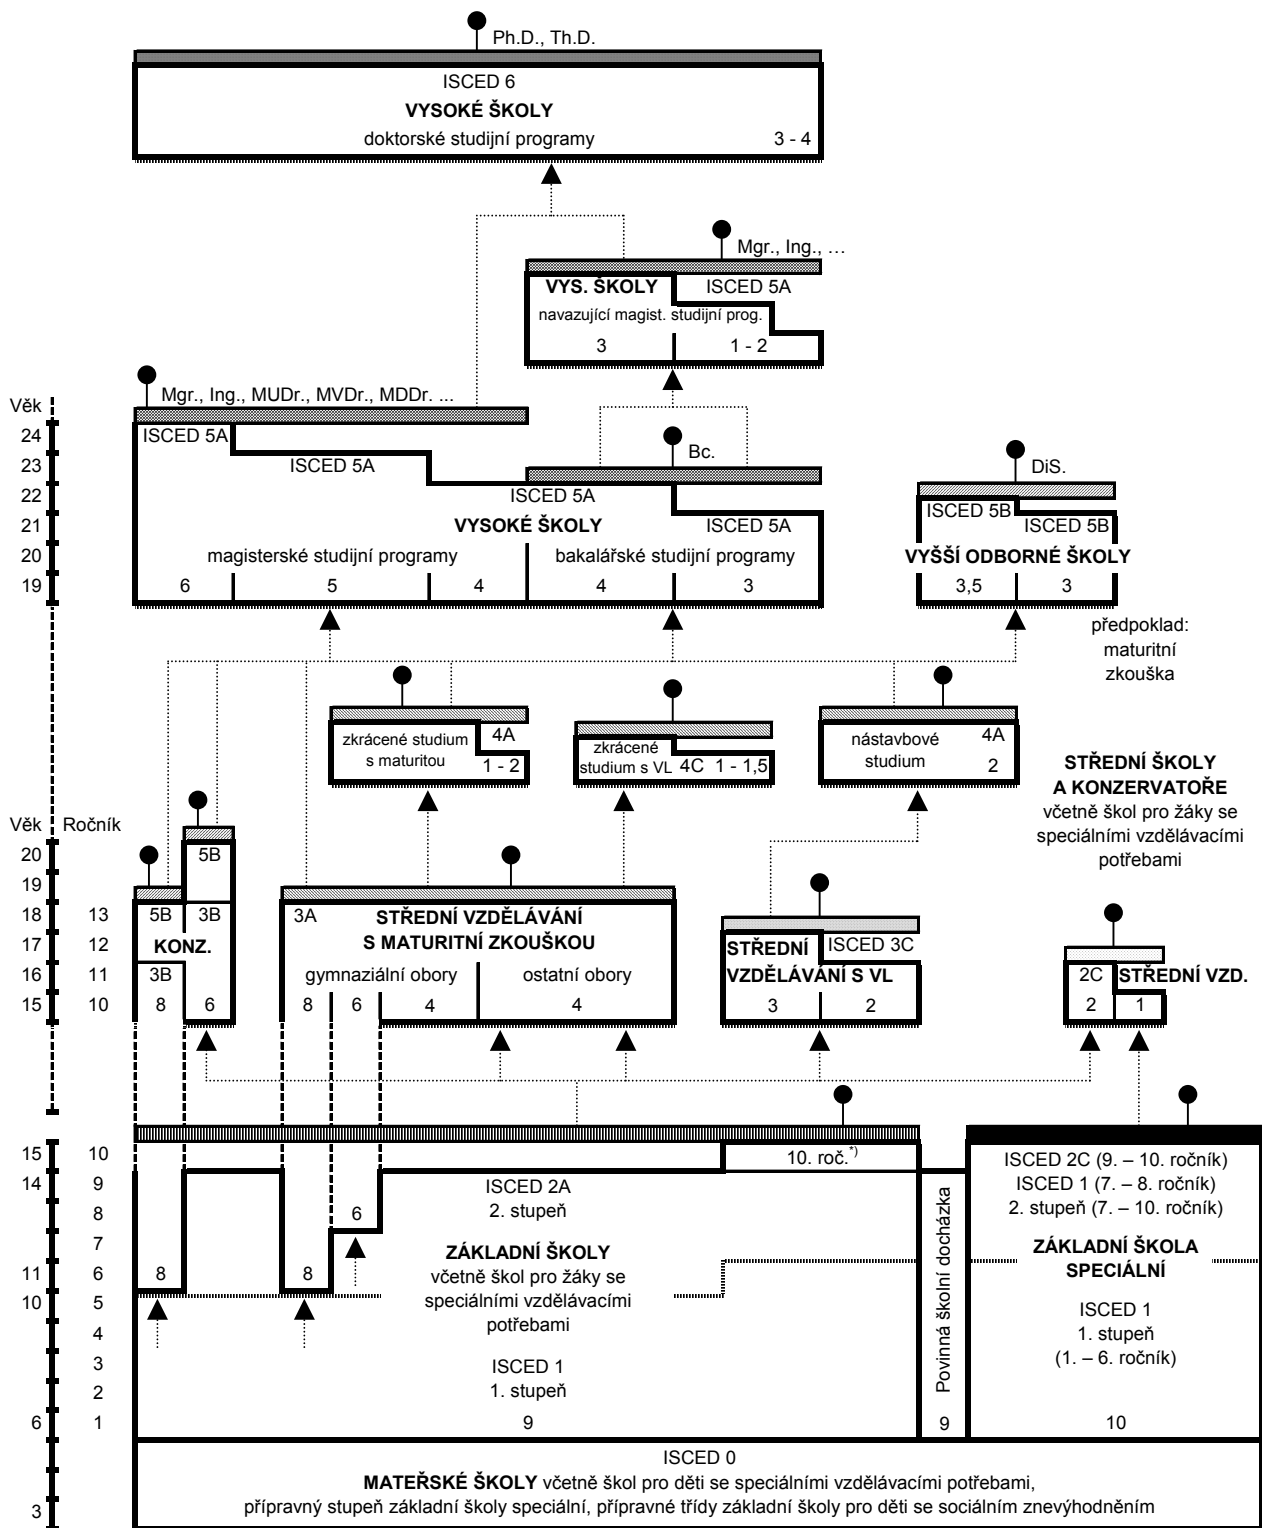 Ph.D., Th.D.
ISCED 6
VYSOKÉ ŠKOLY
doktorské studijní programy 3 - 4
Mgr., Ing., ...
VYS. ŠKOLY ISCED 5A
navazující magist. studijní prog.
3 1 - 2
Mgr., Ing., MUDr., MVDr., MDDr. ...
Věk
24 ISCED 5A
23 ISCED 5A Bc. DiS.
22 ISCED 5A ISCED 5B
21 VYSOKÉ ŠKOLY ISCED 5A ISCED 5B
20 magisterské studijní programy bakalářské studijní programy VYŠŠÍ ODBORNÉ ŠKOLY
19 6 5 4 4 3 3,5 3
předpoklad:
maturitní
zkouška
zkrácené studium 4A
s maturitou 1 - 2
zkrácené
studium s VL 4C 1 - 1,5
nástavbové 4A
studium 2
STŘEDNÍ ŠKOLY
A KONZERVATOŘE
včetně škol pro žáky se
speciálními vzdělávacími
potřebami
Věk Ročník
20 5B
19
18 13 5B 3B 3A STŘEDNÍ VZDĚLÁVÁNÍ
17 12 KONZ. S MATURITNÍ ZKOUŠKOU STŘEDNÍ ISCED 3C
16 11 3B gymnaziální obory ostatní obory VZDĚLÁVÁNÍ S VL 2C STŘEDNÍ VZD.
15 10 8 6 8 6 4 4 3 2 2 1
15 10 10. roč.*) ISCED 2C (9. – 10. ročník)
14 9 ISCED 2A ISCED 1 (7. – 8. ročník)
8 6 2. stupeň 2. stupeň (7. – 10. ročník)
7 ZÁKLADNÍ ŠKOLY ZÁKLADNÍ ŠKOLA
11 6 8 8 včetně škol pro žáky se SPECIÁLNÍ
10 5 speciálními vzdělávacími ISCED 1
4 potřebami 1. stupeň
3 ISCED 1 (1. – 6. ročník)
2 1. stupeň
Povinná školní docházka
6 1 9 9 10
ISCED 0
MATEŘSKÉ ŠKOLY včetně škol pro děti se speciálními vzdělávacími potřebami,
3 přípravný stupeň základní školy speciální, přípravné třídy základní školy pro děti se sociálním znevýhodněním